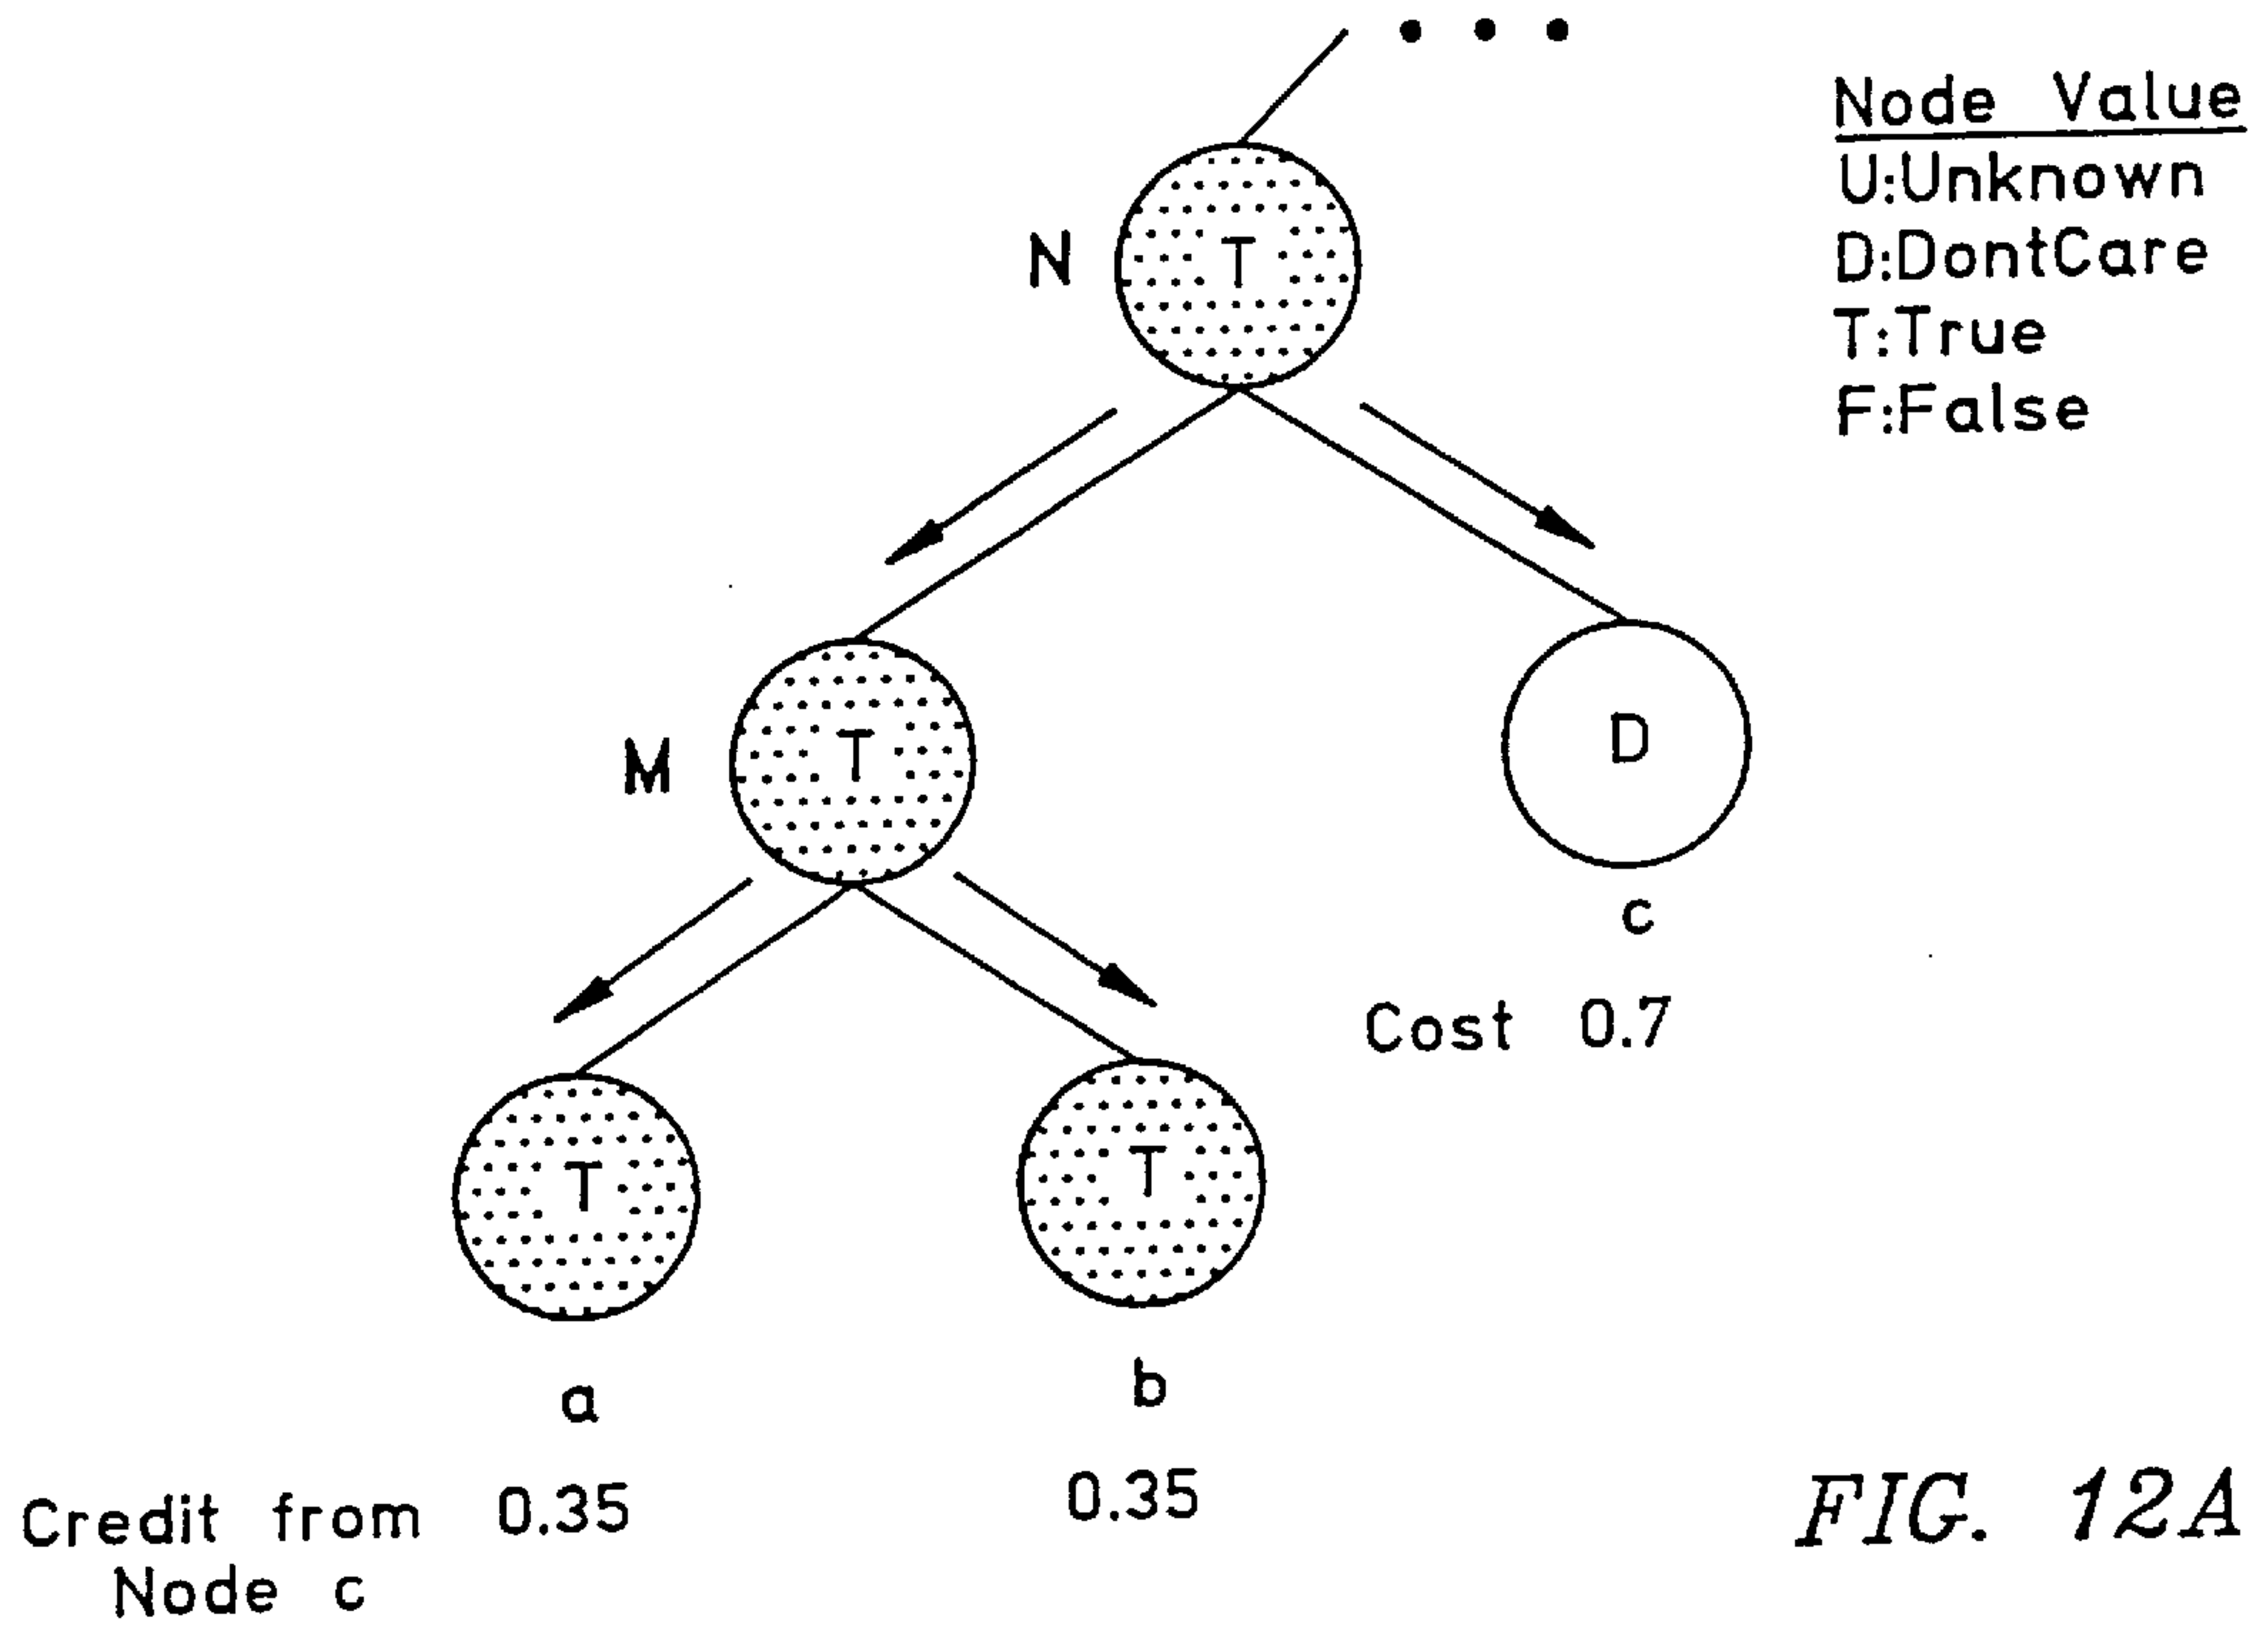 Node Value
U:Unknown
D:DontCare
T:True
F:False
N
T
M
T
D
c
Cost 0.7
T
T
a
b
Credit from 0.35 0.35
Node c
FIG. 12A